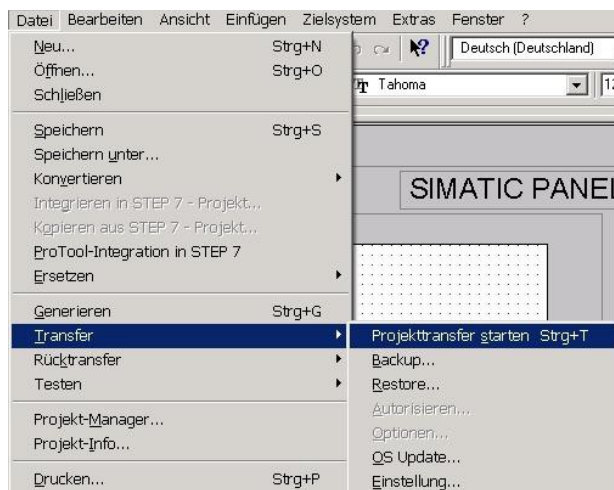 Datei Bearbeiten Ansicht Einfügen Zielsystem Extras Fenster ?
Deutsch (Deutschland)
Tahoma
12
SIMATIC PANEL
Neu... Strg+N
Öffnen... Strg+O
Schließen
Speichern Strg+S
Speichern unter...
Konvertieren
Integrieren in STEP 7 - Projekt...
Kopieren aus STEP 7 - Projekt...
ProTool-Integration in STEP 7
Ersetzen
Generieren Strg+G
Transfer
Rücktransfer
Testen
Projekt-Manager...
Projekt-Info...
Drucken... Strg+P
Projekttransfer starten Strg+T
Backup...
Restore...
Autorisieren...
Optionen...
OS Update...
Einstellung...